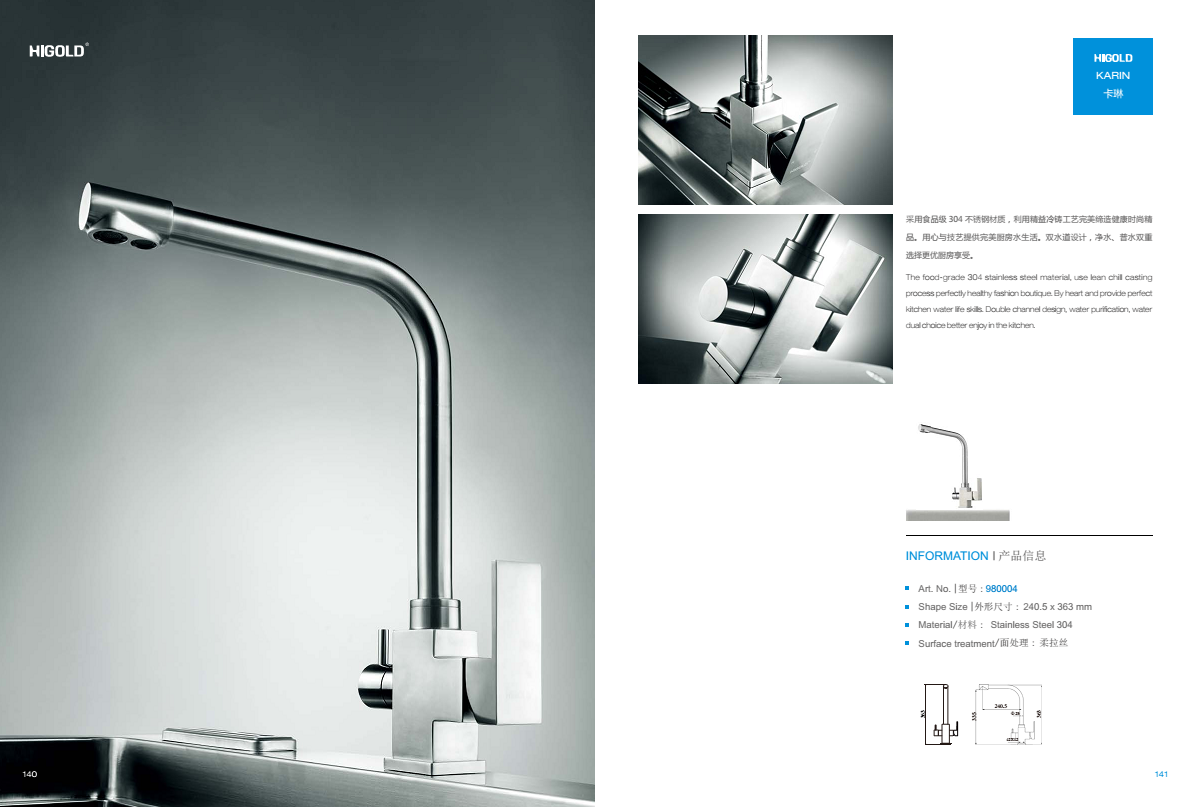 HIGOLD®
140
HIGOLD
KARIN
卡琳
采用食品级 304 不锈钢材质，利用精益冷铸工艺完美缔造健康时尚精
品。用心与技艺提供完美厨房水生活。双水道设计，净水、普水双重
选择更优厨房享受。
The food-grade 304 stainless steel material, use lean chill casting
process perfectly healthy fashion boutique. By heart and provide perfect
kitchen water life skills. Double channel design, water purification, water
dual choice better enjoy in the kitchen.
INFORMATION | 产品信息
Art. No. | 型号 : 980004
Shape Size | 外形尺寸 : 240.5 x 363 mm
Material/材料 : Stainless Steel 304
Surface treatment/面处理 : 柔拉丝
363
335
240.5
363
141